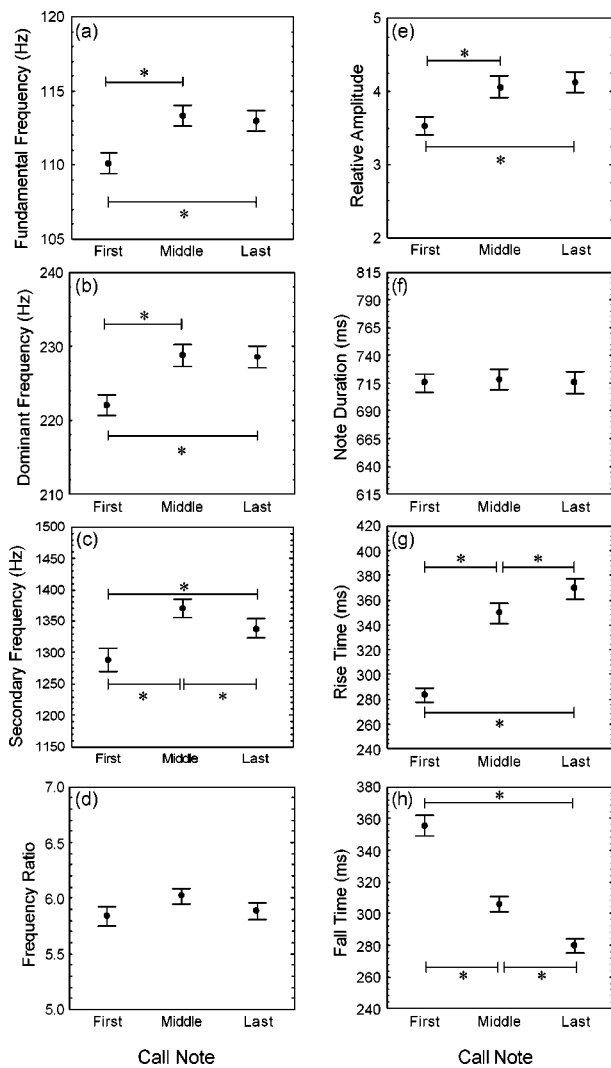 (a)
Fundamental Frequency (Hz)
120
115
110
105
*
*
First Middle Last
(b)
Dominant Frequency (Hz)
240
230
220
210
*
*
First Middle Last
(c)
Secondary Frequency (Hz)
1500
1450
1400
1350
1300
1250
1200
1150
*
* *
First Middle Last
(d)
Frequency Ratio
7.0
6.5
6.0
5.5
5.0
First Middle Last
Call Note
(e)
Relative Amplitude
5
4
3
2
*
*
First Middle Last
(f)
Note Duration (ms)
815
790
765
740
715
690
665
640
615
First Middle Last
(g)
Rise Time (ms)
420
400
380
360
340
320
300
280
260
240
* *
*
First Middle Last
(h)
Fall Time (ms)
380
360
340
320
300
280
260
240
*
* *
First Middle Last
Call Note